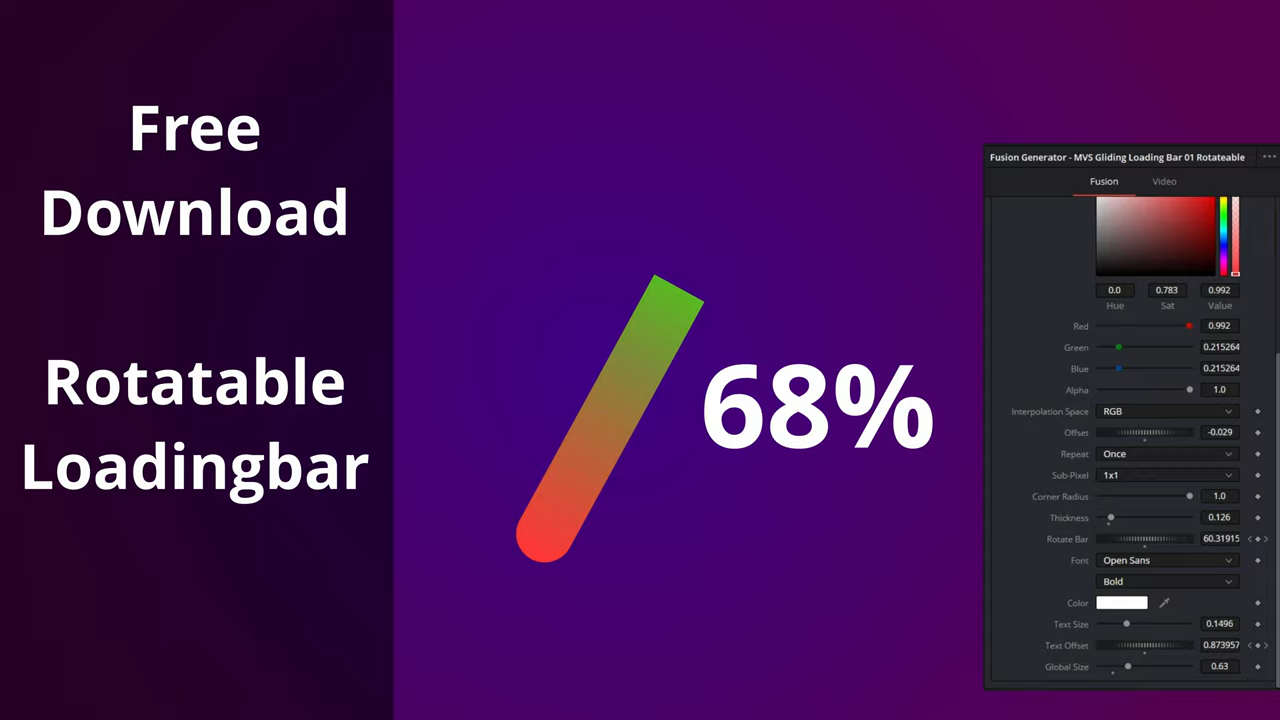 Free
Download
Rotatable
Loadingbar
68%
Fusion Generator - MVS Gliding Loading Bar 01 Rotateable
Fusion Video
0.0 0.783 0.992
Hue Sat Value
Red 0.992
Green 0.215264
Blue 0.215264
Alpha 1.0
Interpolation Space RGB
Offset -0.029
Repeat Once
Sub-Pixel 1x1
Corner Radius 1.0
Thickness 0.126
Rotate Bar 60.31915
Font Open Sans
Bold
Color
Text Size 0.1496
Text Offset 0.873957
Global Size 0.63